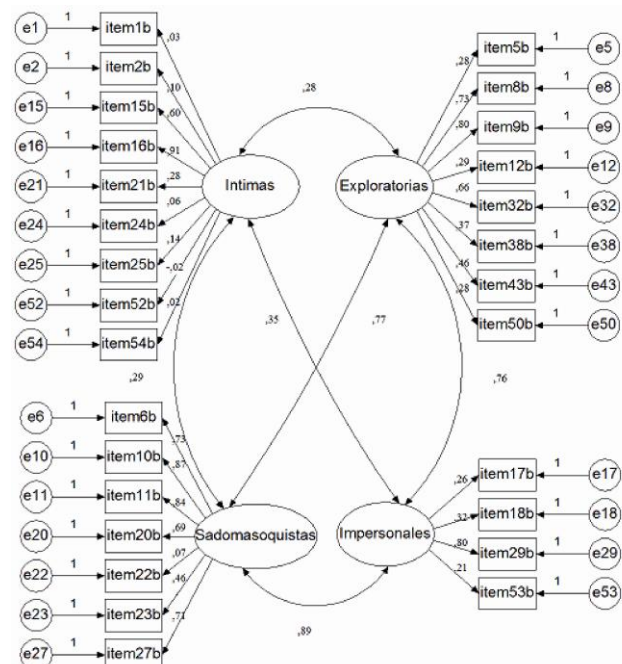 e1 1 item1b ,03
e2 1 item2b ,10
e15 1 item15b ,60
e16 1 item16b ,91
e21 1 item21b ,28
e24 1 item24b ,06
e25 1 item25b ,14
e52 1 item52b -,02
e54 1 item54b ,02
Intimas
,28
Exploratorias
,28 item5b 1 e5
,73 item8b 1 e8
,80 item9b 1 e9
,29 item12b 1 e12
,66 item32b 1 e32
,37 item38b 1 e38
,46 item43b 1 e43
,28 item50b 1 e50
,35
,77
,29
,76
e6 1 item6b ,73
e10 1 item10b ,87
e11 1 item11b ,84
e20 1 item20b ,69
e22 1 item22b ,07
e23 1 item23b ,46
e27 1 item27b ,71
Sadomasoquistas
Impersonales
,26 item17b 1 e17
,32 item18b 1 e18
,80 item29b 1 e29
,21 item53b 1 e53
,89